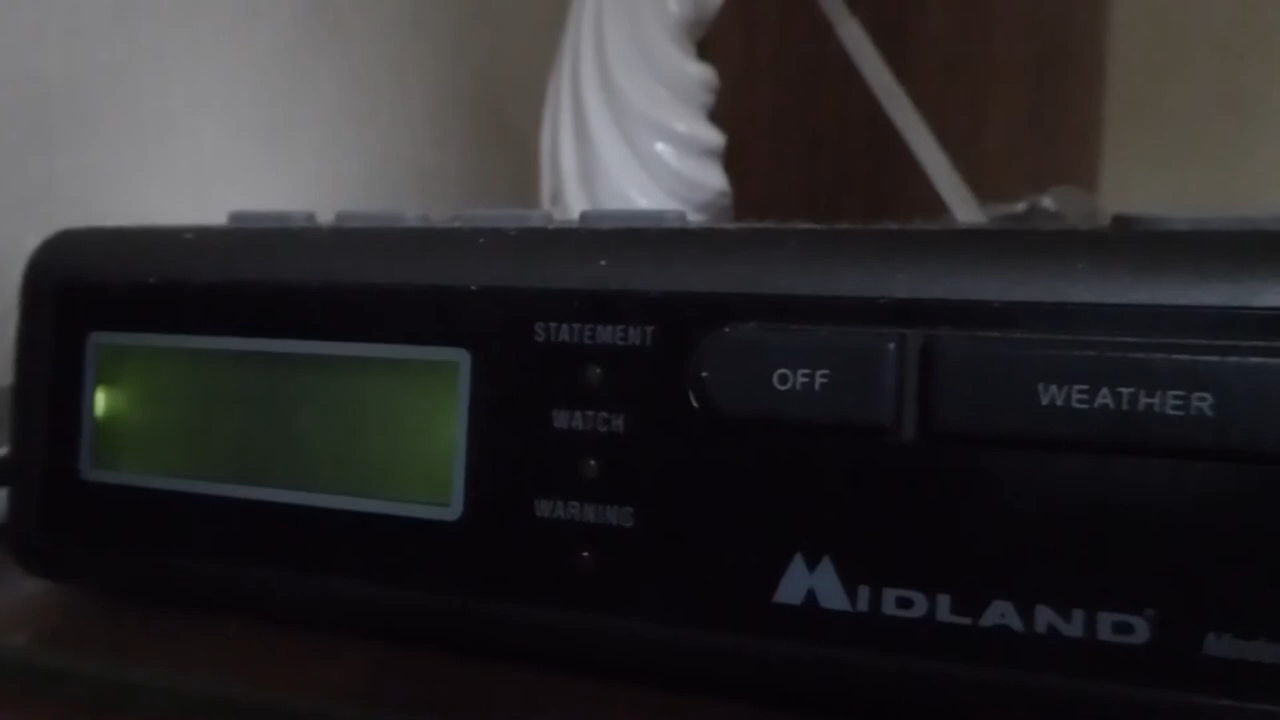 STATEMENT
OFF
WEATHER
WATCH
WARNING
MIDLAND